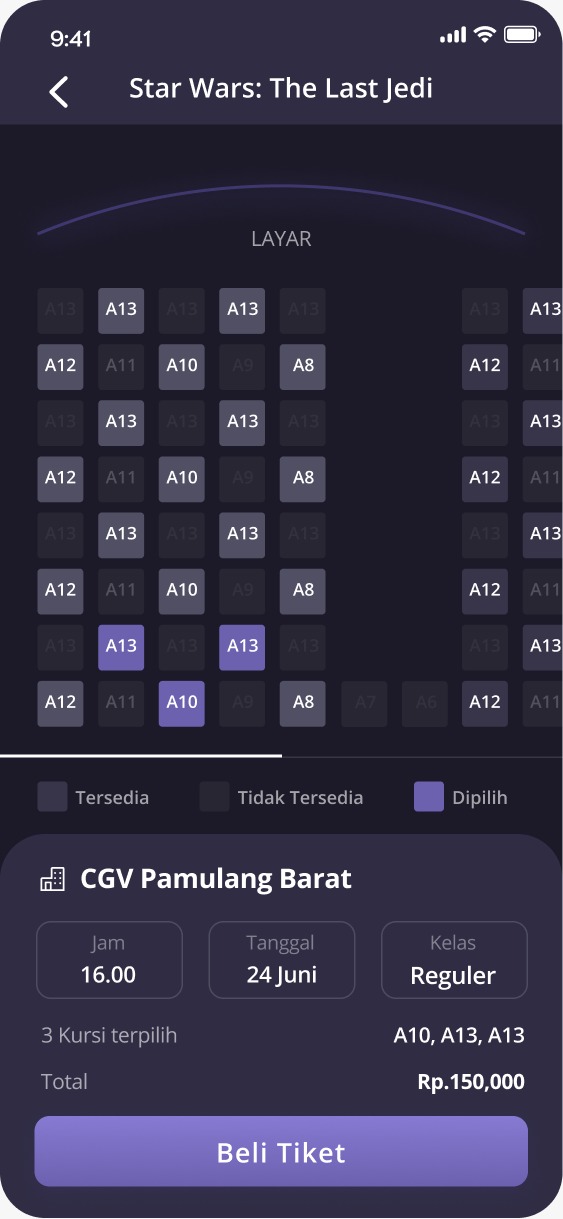 9:41
Star Wars: The Last Jedi
LAYAR
A13 A13 A13 A13 A13 A13 A13
A12 A11 A10 A9 A8 A12 A11
A13 A13 A13 A13 A13 A13 A13
A12 A11 A10 A9 A8 A12 A11
A13 A13 A13 A13 A13 A13 A13
A12 A11 A10 A9 A8 A12 A11
A13 A13 A13 A13 A13 A13 A13
A12 A11 A10 A9 A8 A7 A6 A12 A11
Tersedia Tidak Tersedia Dipilih
CGV Pamulang Barat
Jam Tanggal Kelas
16.00 24 Juni Reguler
3 Kursi terpilih A10, A13, A13
Total Rp.150,000
Beli Tiket